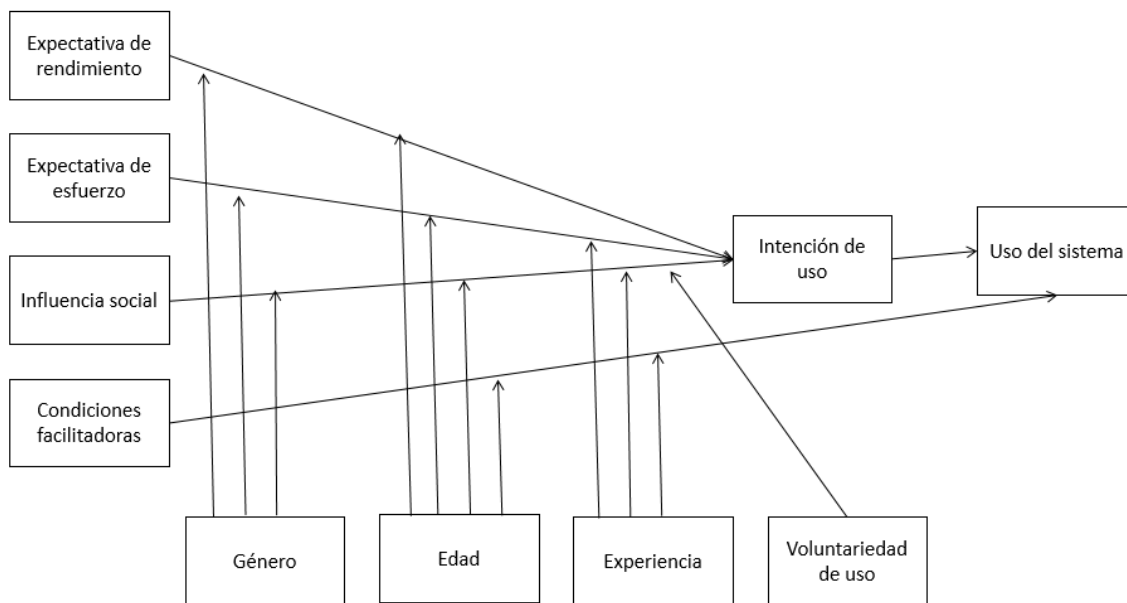 Expectativa de
rendimiento
Expectativa de
esfuerzo
Influencia social
Condiciones
facilitadoras
Intención de
uso
Uso del sistema
Género
Edad
Experiencia
Voluntariedad
de uso